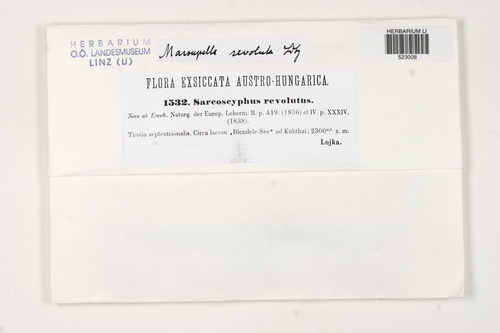 HERBARIUM
O.Ö. LANDESMUSEUM
LINZ (LI)
Marsupella revoluta
HERBARIUM LI
523008
FLORA EXSICCATA AUSTRO-HUNGARICA.
1532. Sarcoscyphus revolutus.
Nees ab Esenb. Naturg. der Europ. Leberm. II. p. 419. (1836) et IV. p. XXXIV.
(1838).
Tirolia septentrionalis. Circa lacum „Blendele-See“ ad Kühthai; 2300mt s. m.
Lojka.